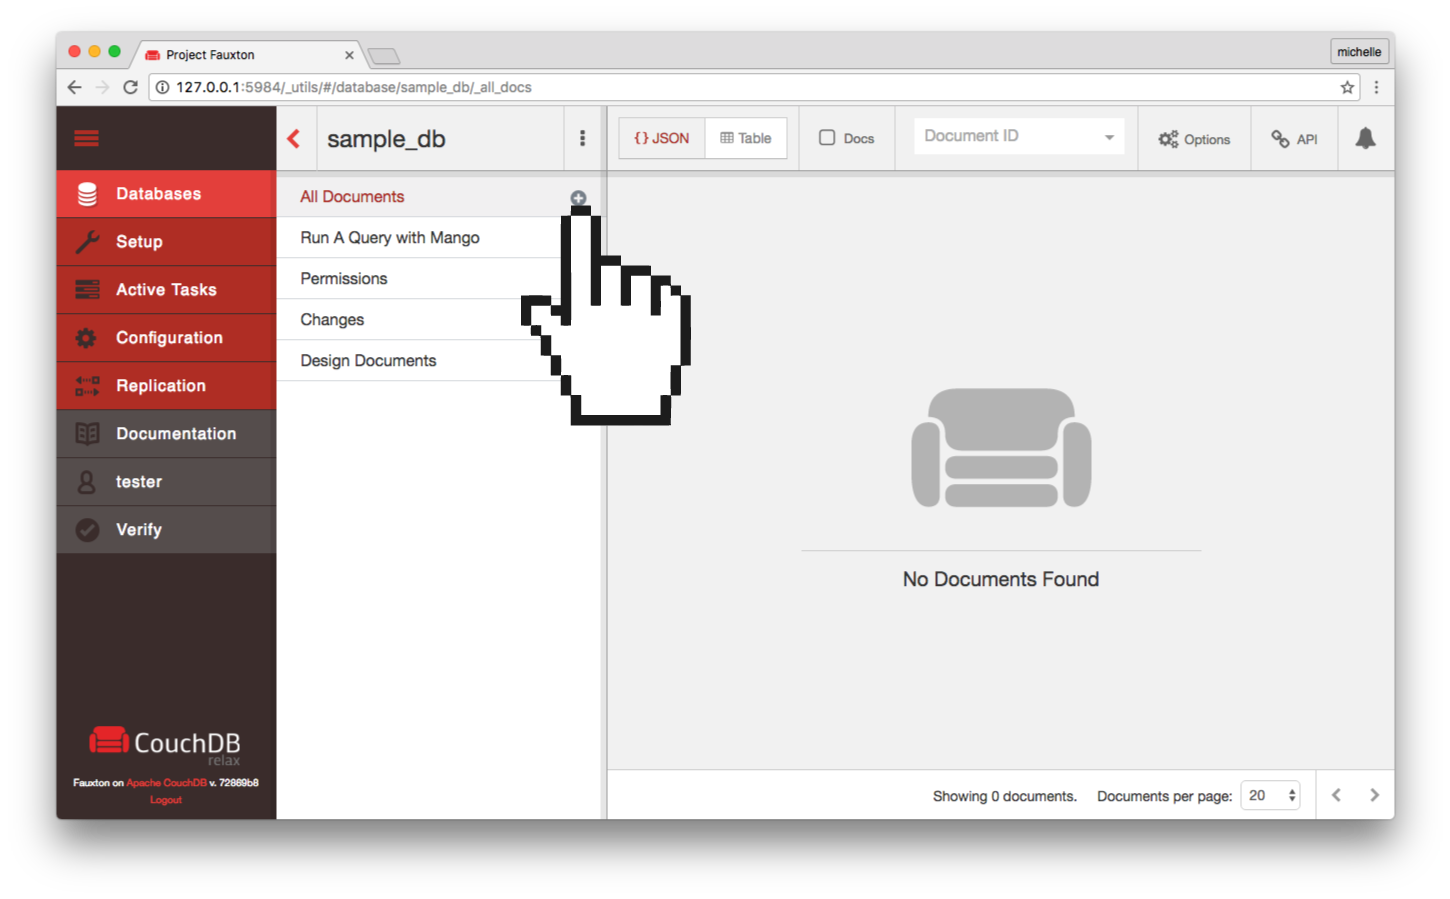 Project Fauxton
michelle
127.0.0.1:5984/_utils/#/database/sample_db/_all_docs
sample_db
{} JSON
Table
Docs
Document ID
Options
API
Databases
Setup
Active Tasks
Configuration
Replication
Documentation
tester
Verify
All Documents
Run A Query with Mango
Permissions
Changes
Design Documents
No Documents Found
CouchDB
relax
Fauxton on Apache CouchDB v. 72869b8
Logout
Showing 0 documents.
Documents per page: 20